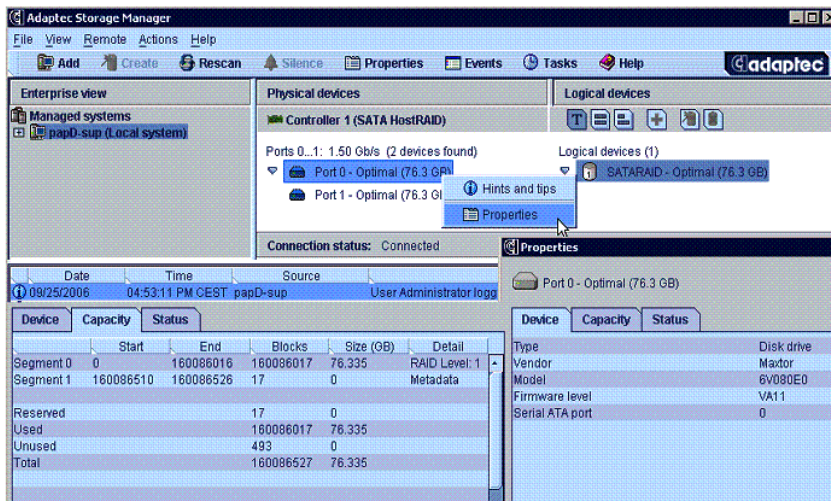 Adaptec Storage Manager
File View Remote Actions Help
Add Create Rescan Silence Properties Events Tasks Help adaptec
Enterprise view
Managed systems
papD-sup (Local system)
Physical devices
Controller 1 (SATA HostRAID)
Ports 0...1: 1.50 Gb/s (2 devices found)
Port 0 - Optimal (76.3 GB)
Port 1 - Optimal (76.3 G
Connection status: Connected
Hints and tips
Properties
Logical devices
T
Logical devices (1)
1 SATARAID - Optimal (76.3 GB)
Date Time Source
09/25/2006 04:53:11 PM CEST papD-sup User Administrator logg
Device Capacity Status
Start End Blocks Size (GB) Detail
Segment 0 0 160086016 160086017 76.335 RAID Level: 1
Segment 1 160086510 160086526 17 0 Metadata
Reserved 17 0
Used 160086017 76.335
Unused 493 0
Total 160086527 76.335
Properties
Port 0 - Optimal (76.3 GB)
Device Capacity Status
Type Disk drive
Vendor Maxtor
Model 6V080E0
Firmware level VA11
Serial ATA port 0